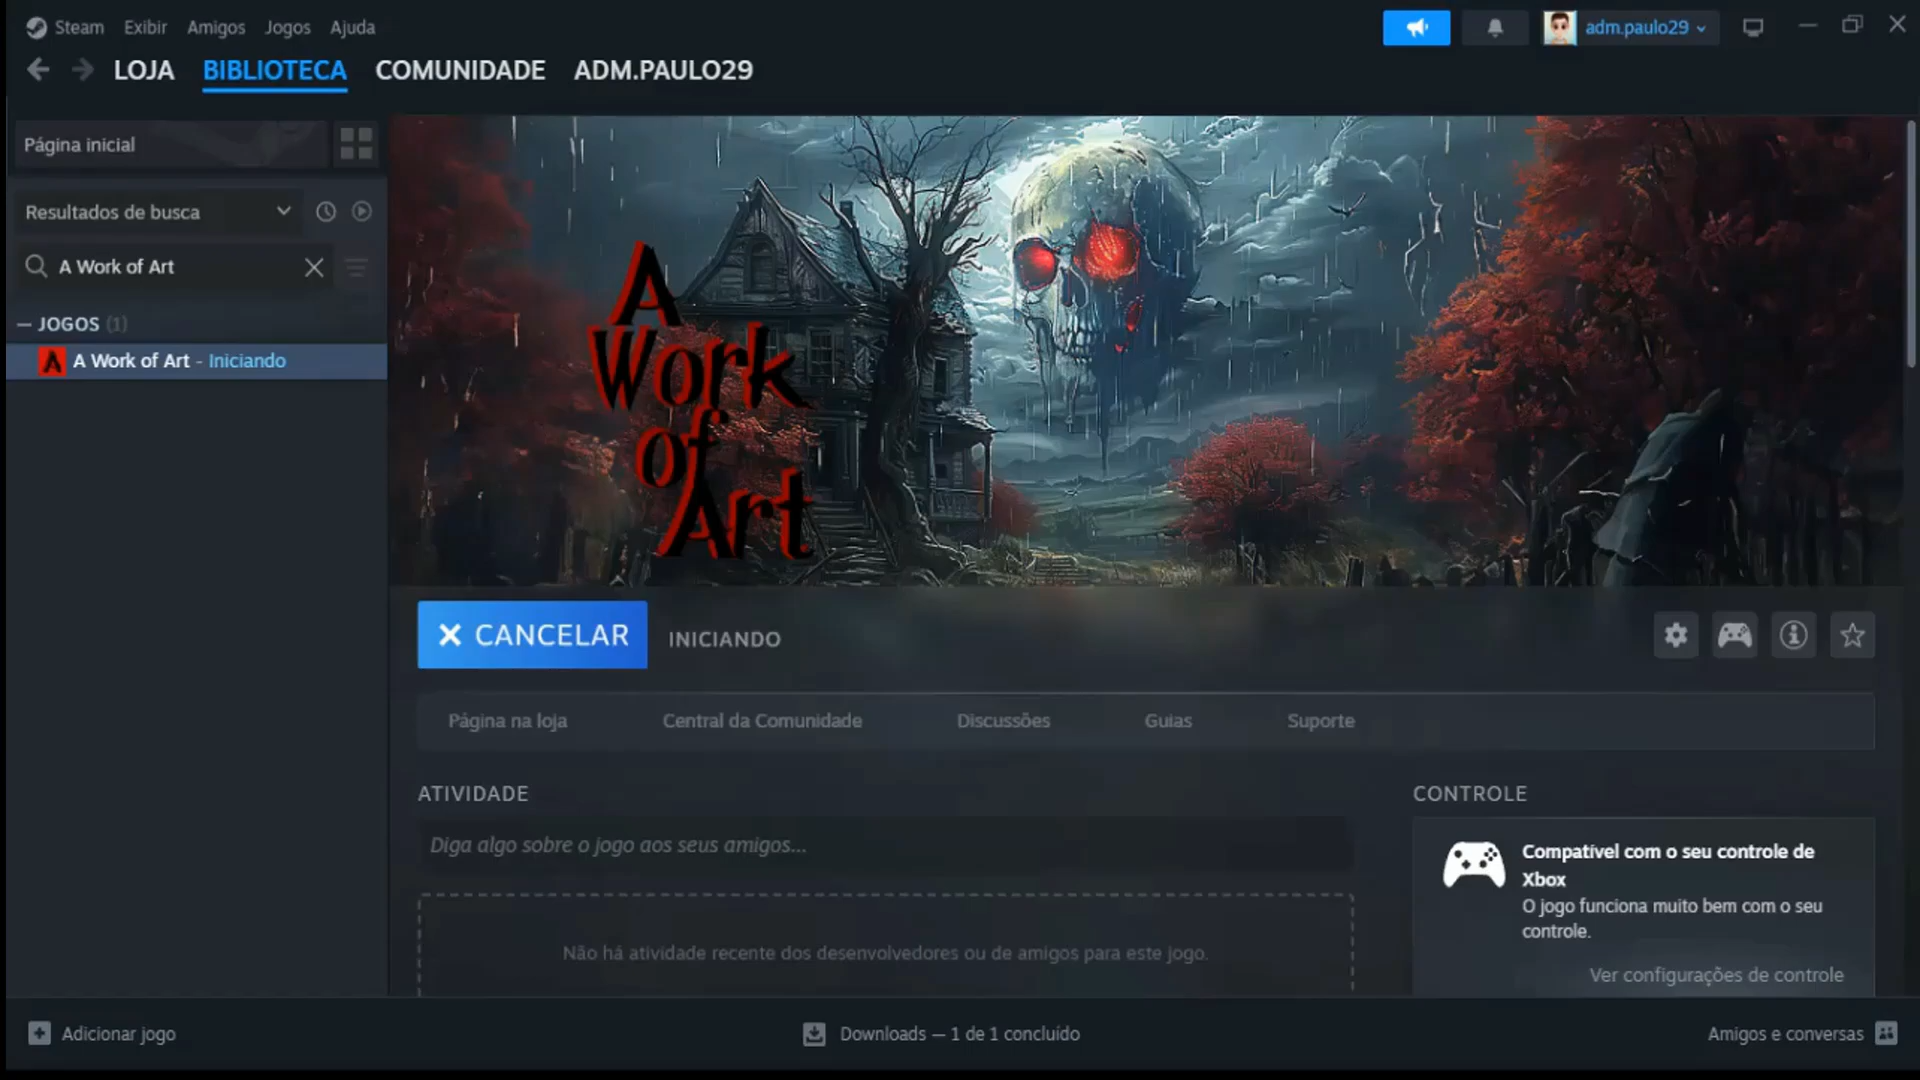 Steam Exibir Amigos Jogos Ajuda
adm.paulo29
LOJA BIBLIOTECA COMUNIDADE ADM.PAULO29
Página inicial
Resultados de busca
A Work of Art
— JOGOS (1)
A Work of Art - Iniciando
A
Work
of
Art
CANCELAR
INICIANDO
Página na loja Central da Comunidade Discussões Guias Suporte
ATIVIDADE
Diga algo sobre o jogo aos seus amigos...
Não há atividade recente dos desenvolvedores ou de amigos para este jogo.
CONTROLE
Compatível com o seu controle de
Xbox
O jogo funciona muito bem com o seu
controle.
Ver configurações de controle
Adicionar jogo
Downloads — 1 de 1 concluído
Amigos e conversas